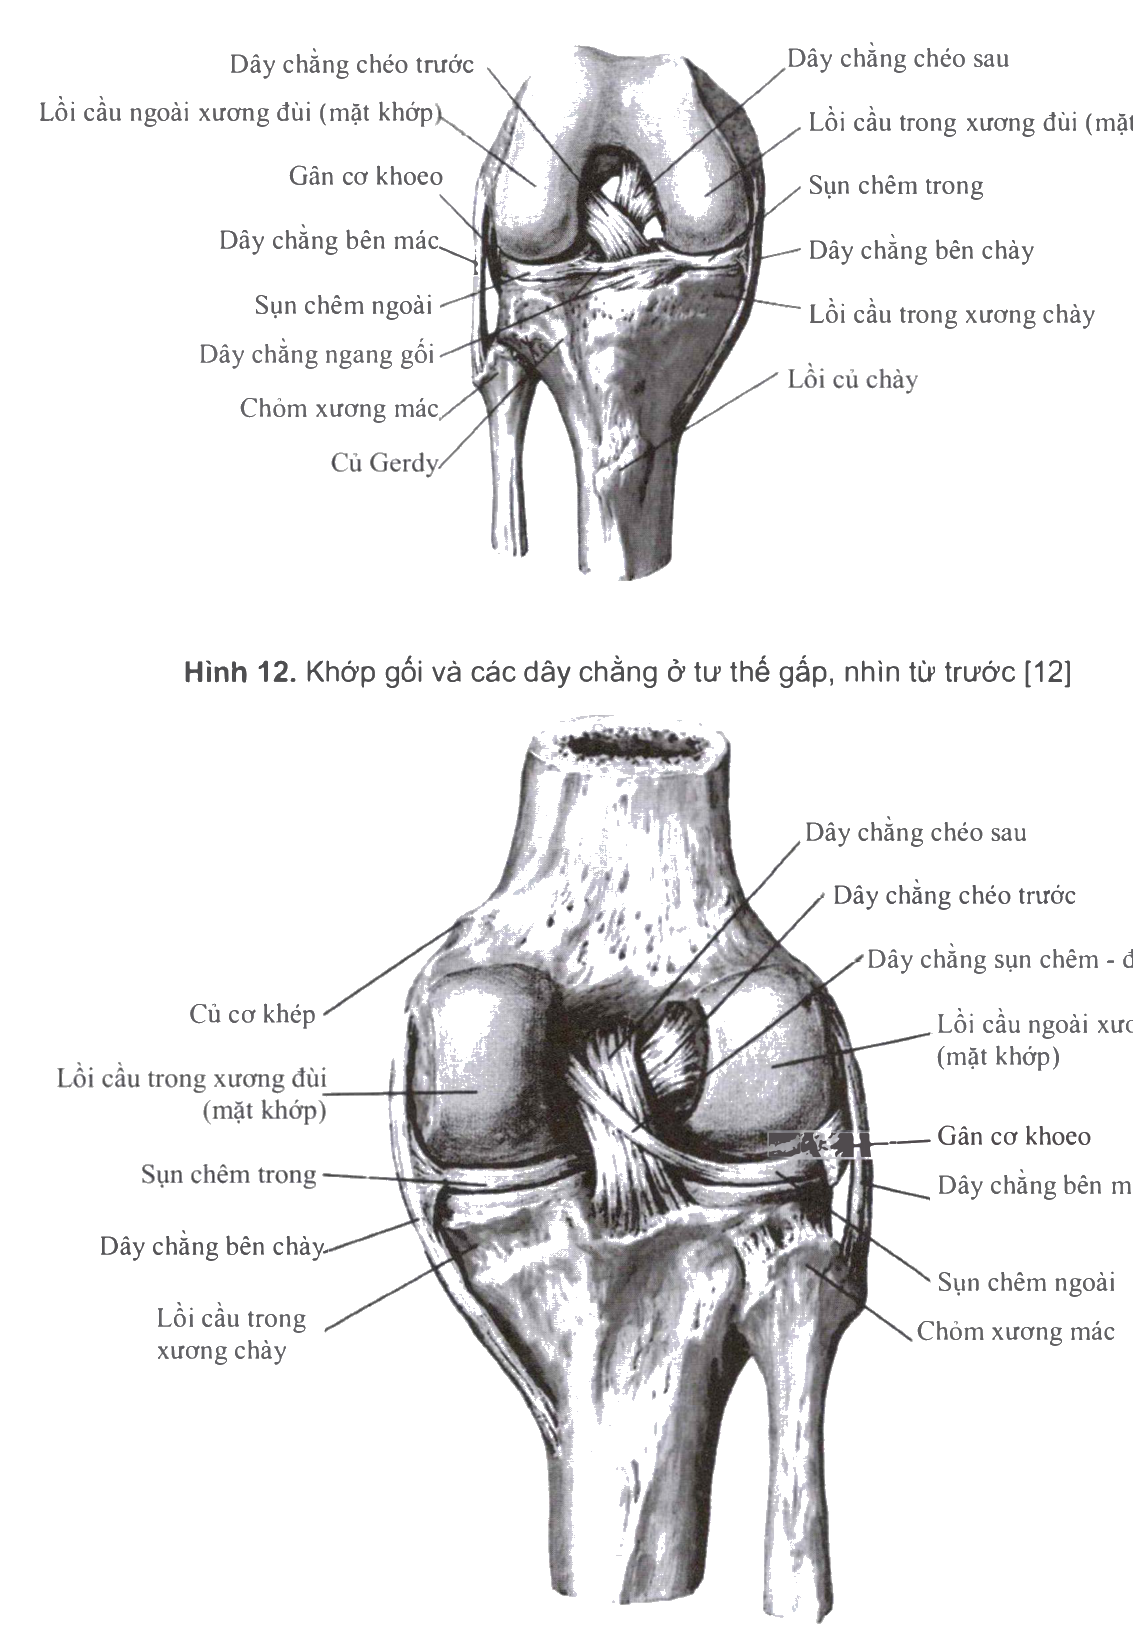 Dây chằng chéo trước
Lồi cầu ngoài xương đùi (mặt khớp)
Gân cơ khoeo
Dây chằng bên mác
Sụn chêm ngoài
Dây chằng ngang gối
Chỏm xương mác
Củ Gerdy
Dây chằng chéo sau
Lồi cầu trong xương đùi (mặt
Sụn chêm trong
Dây chằng bên chày
Lồi cầu trong xương chày
Lồi củ chày
Hình 12. Khớp gối và các dây chằng ở tư thế gấp, nhìn từ trước [12]
Củ cơ khép
Lồi cầu trong xương đùi
(mặt khớp)
Sụn chêm trong
Dây chằng bên chày
Lồi cầu trong
xương chày
Dây chằng chéo sau
Dây chằng chéo trước
Dây chằng sụn chêm -
Lồi cầu ngoài
(mặt khớp)
Gân cơ khoeo
Dây chằng bên
Sụn chêm ngoài
Chỏm xương mác